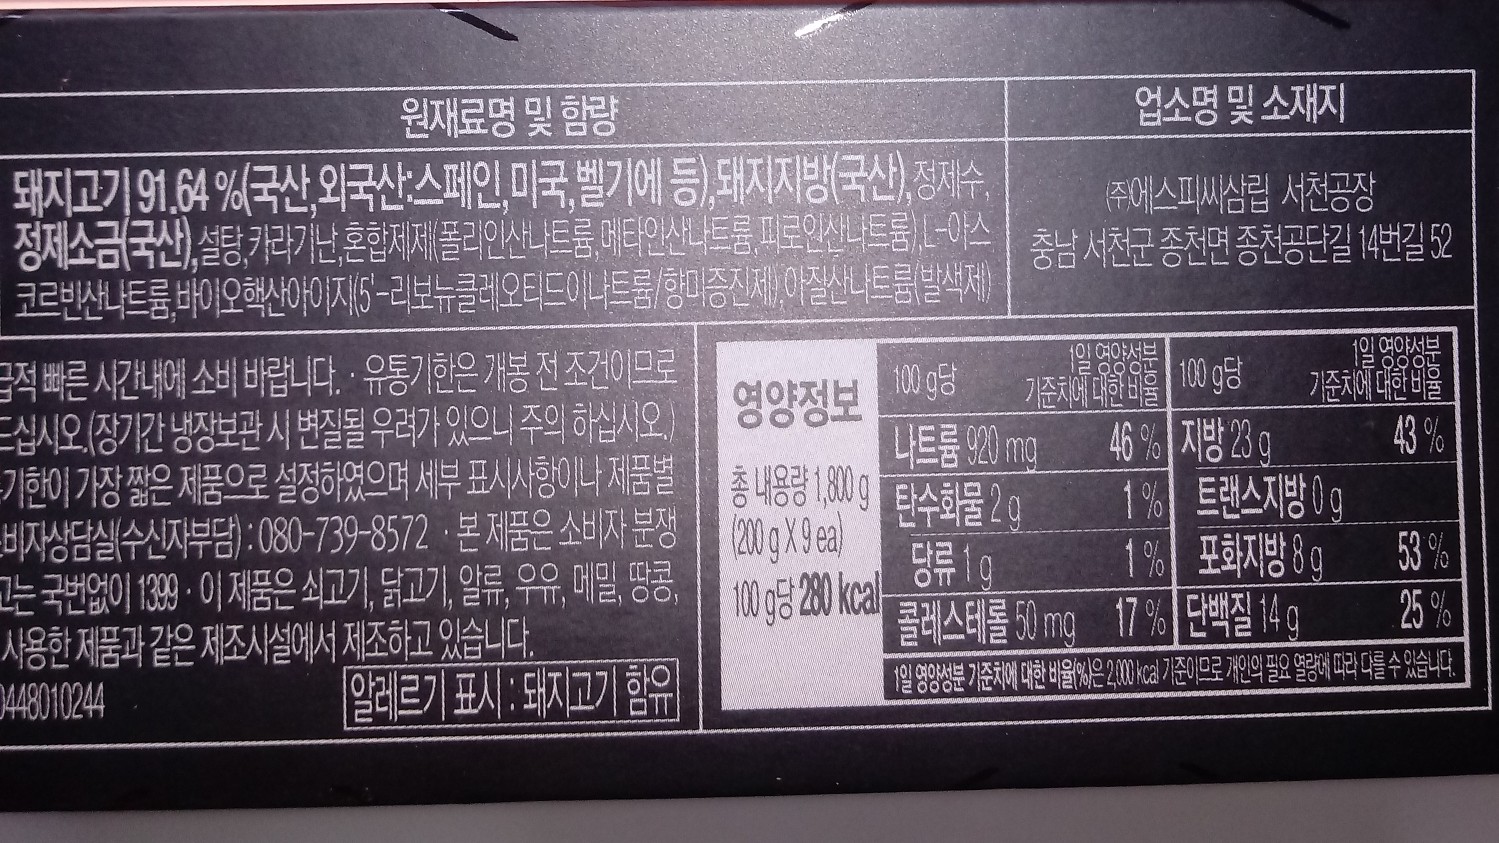 원재료명 및 함량
돼지고기 91.64 %(국산, 외국산:스페인, 미국, 벨기에 등), 돼지지방(국산), 정제수,
정제소금(국산), 설탕, 카라기난, 혼합제제(폴리인산나트륨, 메타인산나트륨, 피로인산나트륨), L-아스
코르빈산나트륨, 바이오핵산아이지(5'-리보뉴클레오티드이나트륨/향미증진제), 아질산나트륨(발색제)
업소명 및 소재지
(주)에스피씨삼립 서천공장
충남 서천군 종천면 종천공단길 14번길 52
급적 빠른 시간내에 소비 바랍니다. · 유통기한은 개봉 전 조건이므로
드십시오.(장기간 냉장보관 시 변질될 우려가 있으니 주의 하십시오.)
기한이 가장 짧은 제품으로 설정하였으며 세부 표시사항이나 제품별
비자상담실(수신자부담) : 080-739-8572 · 본 제품은 소비자 분쟁
고는 국번없이 1399 · 이 제품은 쇠고기, 닭고기, 알류, 우유, 메밀, 땅콩,
사용한 제품과 같은 제조시설에서 제조하고 있습니다.
0448010244
알레르기 표시 : 돼지고기 함유
영양정보
총 내용량 1,800 g
(200 g X 9 ea)
100 g당 280 kcal
100 g당 1일 영양성분 기준치에 대한 비율 100 g당 1일 영양성분 기준치에 대한 비율
나트륨 920 mg 46 % 지방 23 g 43 %
탄수화물 2 g 1 % 트랜스지방 0 g
당류 1 g 1 % 포화지방 8 g 53 %
콜레스테롤 50 mg 17 % 단백질 14 g 25 %
1일 영양성분 기준치에 대한 비율(%)은 2,000 kcal 기준이므로 개인의 필요 열량에 따라 다를 수 있습니다.